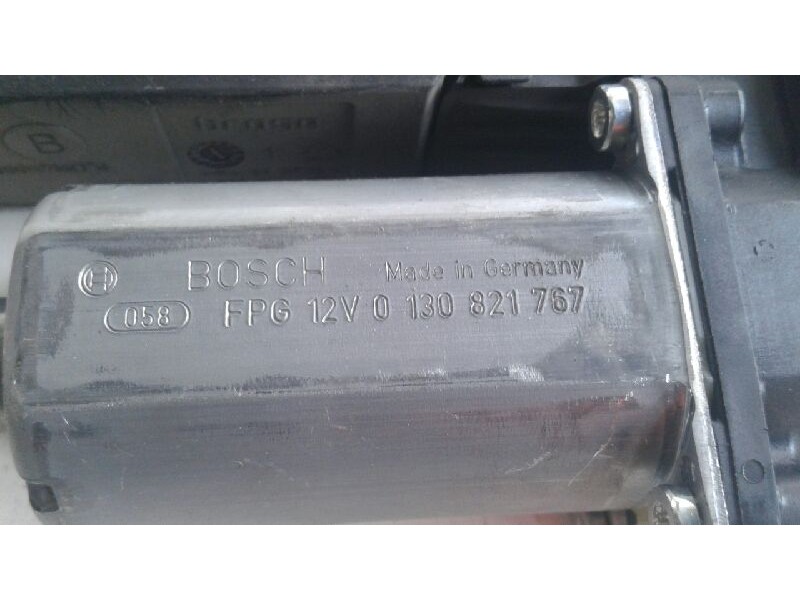 B
BOSCH Made in Germany
058 FPG 12V 0 130 821 767